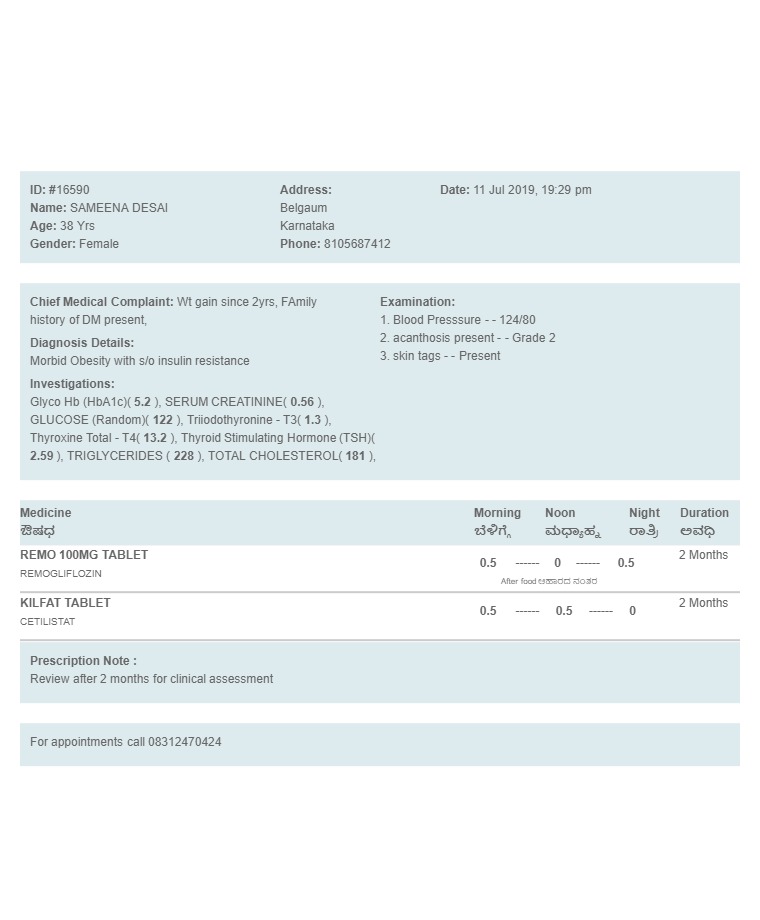 ID: #16590
Name: SAMEENA DESAI
Age: 38 Yrs
Gender: Female
Address:
Belgaum
Karnataka
Phone: 8105687412
Date: 11 Jul 2019, 19:29 pm
Chief Medical Complaint: Wt gain since 2yrs, FAmily
history of DM present,
Diagnosis Details:
Morbid Obesity with s/o insulin resistance
Investigations:
Glyco Hb (HbA1c)( 5.2 ), SERUM CREATININE( 0.56 ),
GLUCOSE (Random)( 122 ), Triiodothyronine - T3( 1.3 ),
Thyroxine Total - T4( 13.2 ), Thyroid Stimulating Hormone (TSH)(
2.59 ), TRIGLYCERIDES ( 228 ), TOTAL CHOLESTEROL( 181 ),
Examination:
1. Blood Presssure - - 124/80
2. acanthosis present - - Grade 2
3. skin tags - - Present
Medicine Morning Noon Night Duration
ಔಷಧ ಬೆಳಿಗ್ಗೆ ಮಧ್ಯಾಹ್ನ ರಾತ್ರಿ ಅವಧಿ
REMO 100MG TABLET 2 Months
0.5 ------ 0 ------ 0.5
REMOGLIFLOZIN
After food ಆಹಾರದ ನಂತರ
KILFAT TABLET 2 Months
0.5 ------ 0.5 ------ 0
CETILISTAT
Prescription Note :
Review after 2 months for clinical assessment
For appointments call 08312470424